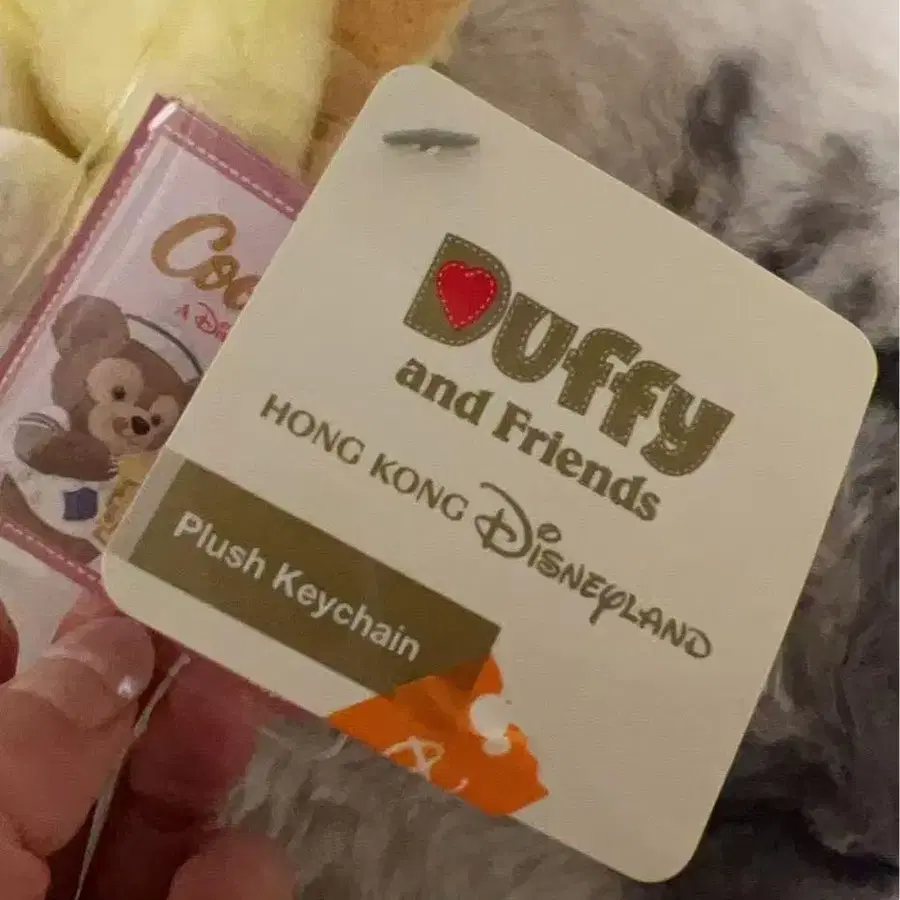 Duffy
and Friends
HONG KONG DISNEYLAND
Plush Keychain